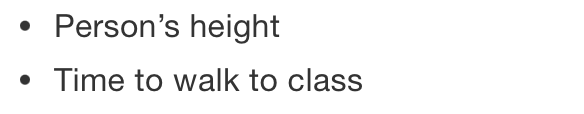 • Person’s height
• Time to walk to class